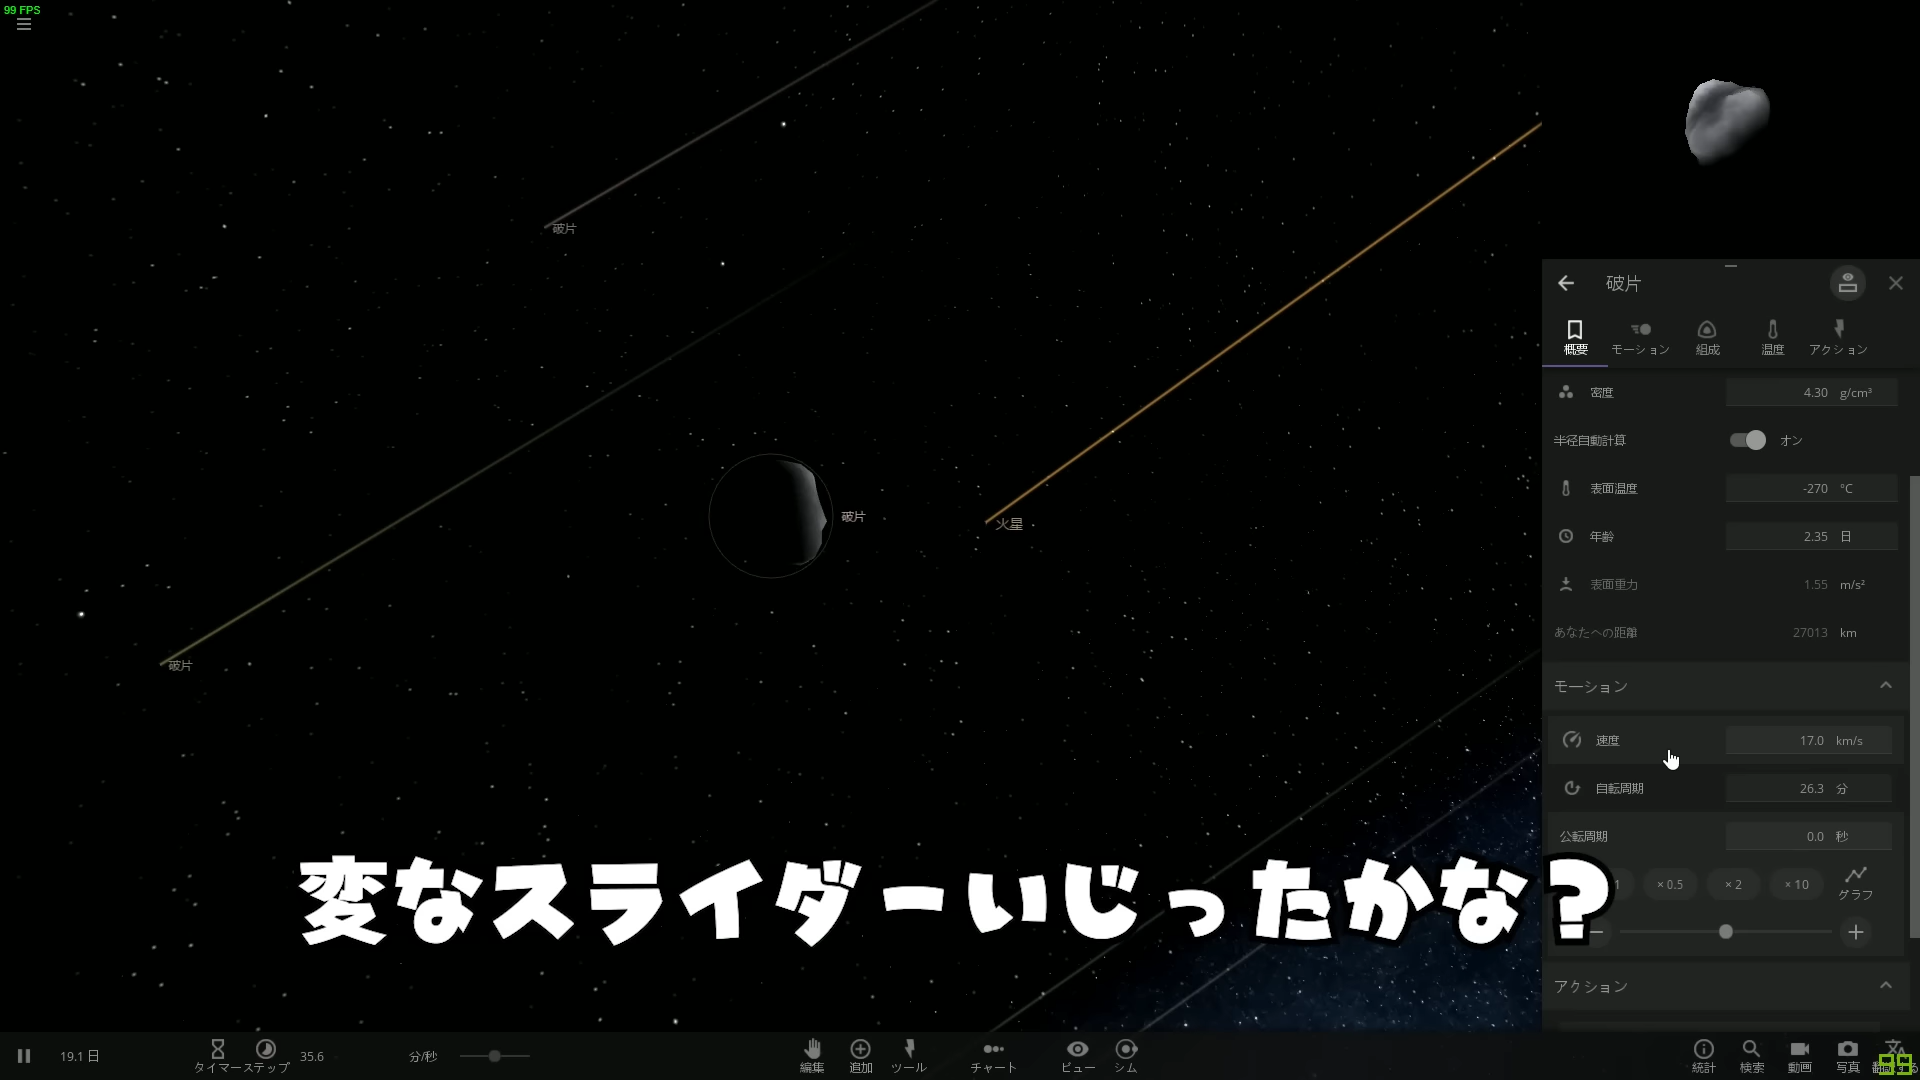 99 FPS
破片
破片
火星
破片
破片
破片
概要 モーション 組成 温度 アクション
密度 4.30 g/cm³
半径自動計算 オン
表面温度 -270 °C
年齢 2.35 日
表面重力 1.55 m/s²
あなたへの距離 27013 km
モーション
速度 17.0 km/s
自転周期 26.3 分
公転周期 0.0 秒
1 × 0.5 × 2 × 10 グラフ
変なスライダーいじったかな?
アクション
19.1 日 タイマーステップ 35.6 分/秒 編集 追加 ツール チャート ビュー シム 統計 検索 動画 写真
99